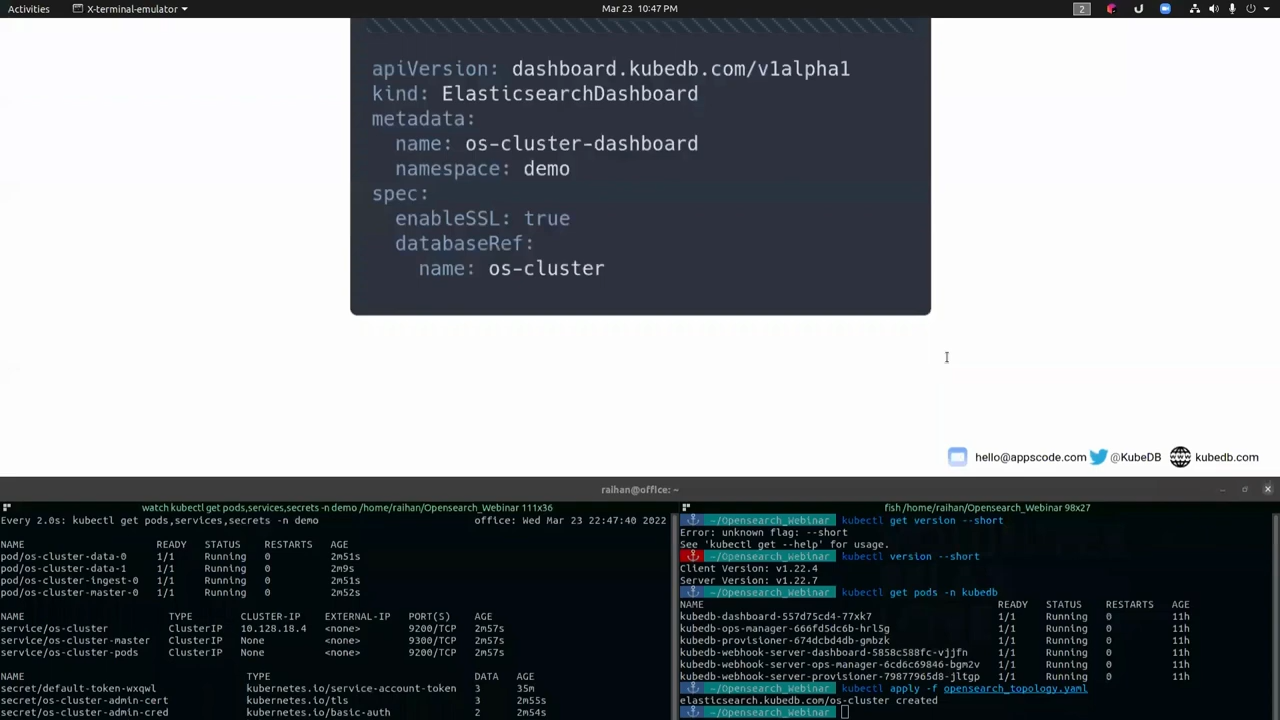 Activities X-terminal-emulator Mar 23 10:47 PM 2
apiVersion: dashboard.kubedb.com/v1alpha1
kind: ElasticsearchDashboard
metadata:
name: os-cluster-dashboard
namespace: demo
spec:
enableSSL: true
databaseRef:
name: os-cluster
hello@appscode.com @KubeDB kubedb.com
raihan@office: ~
watch kubectl get pods,services,secrets -n demo /home/raihan/Opensearch_Webinar 111x36
Every 2.0s: kubectl get pods,services,secrets -n demo office: Wed Mar 23 22:47:40 2022
NAME READY STATUS RESTARTS AGE
pod/os-cluster-data-0 1/1 Running 0 2m51s
pod/os-cluster-data-1 1/1 Running 0 2m9s
pod/os-cluster-ingest-0 1/1 Running 0 2m52s
pod/os-cluster-master-0 1/1 Running 0 2m52s
NAME TYPE CLUSTER-IP EXTERNAL-IP PORT(S) AGE
service/os-cluster ClusterIP 10.128.18.4 <none> 9200/TCP 2m57s
service/os-cluster-master ClusterIP None <none> 9300/TCP 2m57s
service/os-cluster-pods ClusterIP None <none> 9200/TCP 2m57s
NAME TYPE DATA AGE
secret/default-token-wxqwl kubernetes.io/service-account-token 3 35m
secret/os-cluster-admin-cert kubernetes.io/tls 3 2m55s
secret/os-cluster-admin-cred kubernetes.io/basic-auth 2 2m54s
fish /home/raihan/Opensearch_Webinar 98x27
~/Opensearch_Webinar kubectl get version --short
Error: unknown flag: --short
See 'kubectl get --help' for usage.
~/Opensearch_Webinar kubectl version --short
Client Version: v1.22.4
Server Version: v1.22.7
~/Opensearch_Webinar kubectl get pods -n kubedb
NAME READY STATUS RESTARTS AGE
kubedb-dashboard-557d75cd4-77xk7 1/1 Running 0 11h
kubedb-ops-manager-666fd5dc6b-hrl5g 1/1 Running 0 11h
kubedb-provisioner-674dcbd4db-gmbzk 1/1 Running 0 11h
kubedb-webhook-server-dashboard-5858c588fc-vjjfn 1/1 Running 0 11h
kubedb-webhook-server-ops-manager-6cd6c69846-bgm2v 1/1 Running 0 11h
kubedb-webhook-server-provisioner-79877965d8-jltgp 1/1 Running 0 11h
~/Opensearch_Webinar kubectl apply -f opensearch_topology.yaml
elasticsearch.kubedb.com/os-cluster created
~/Opensearch_Webinar